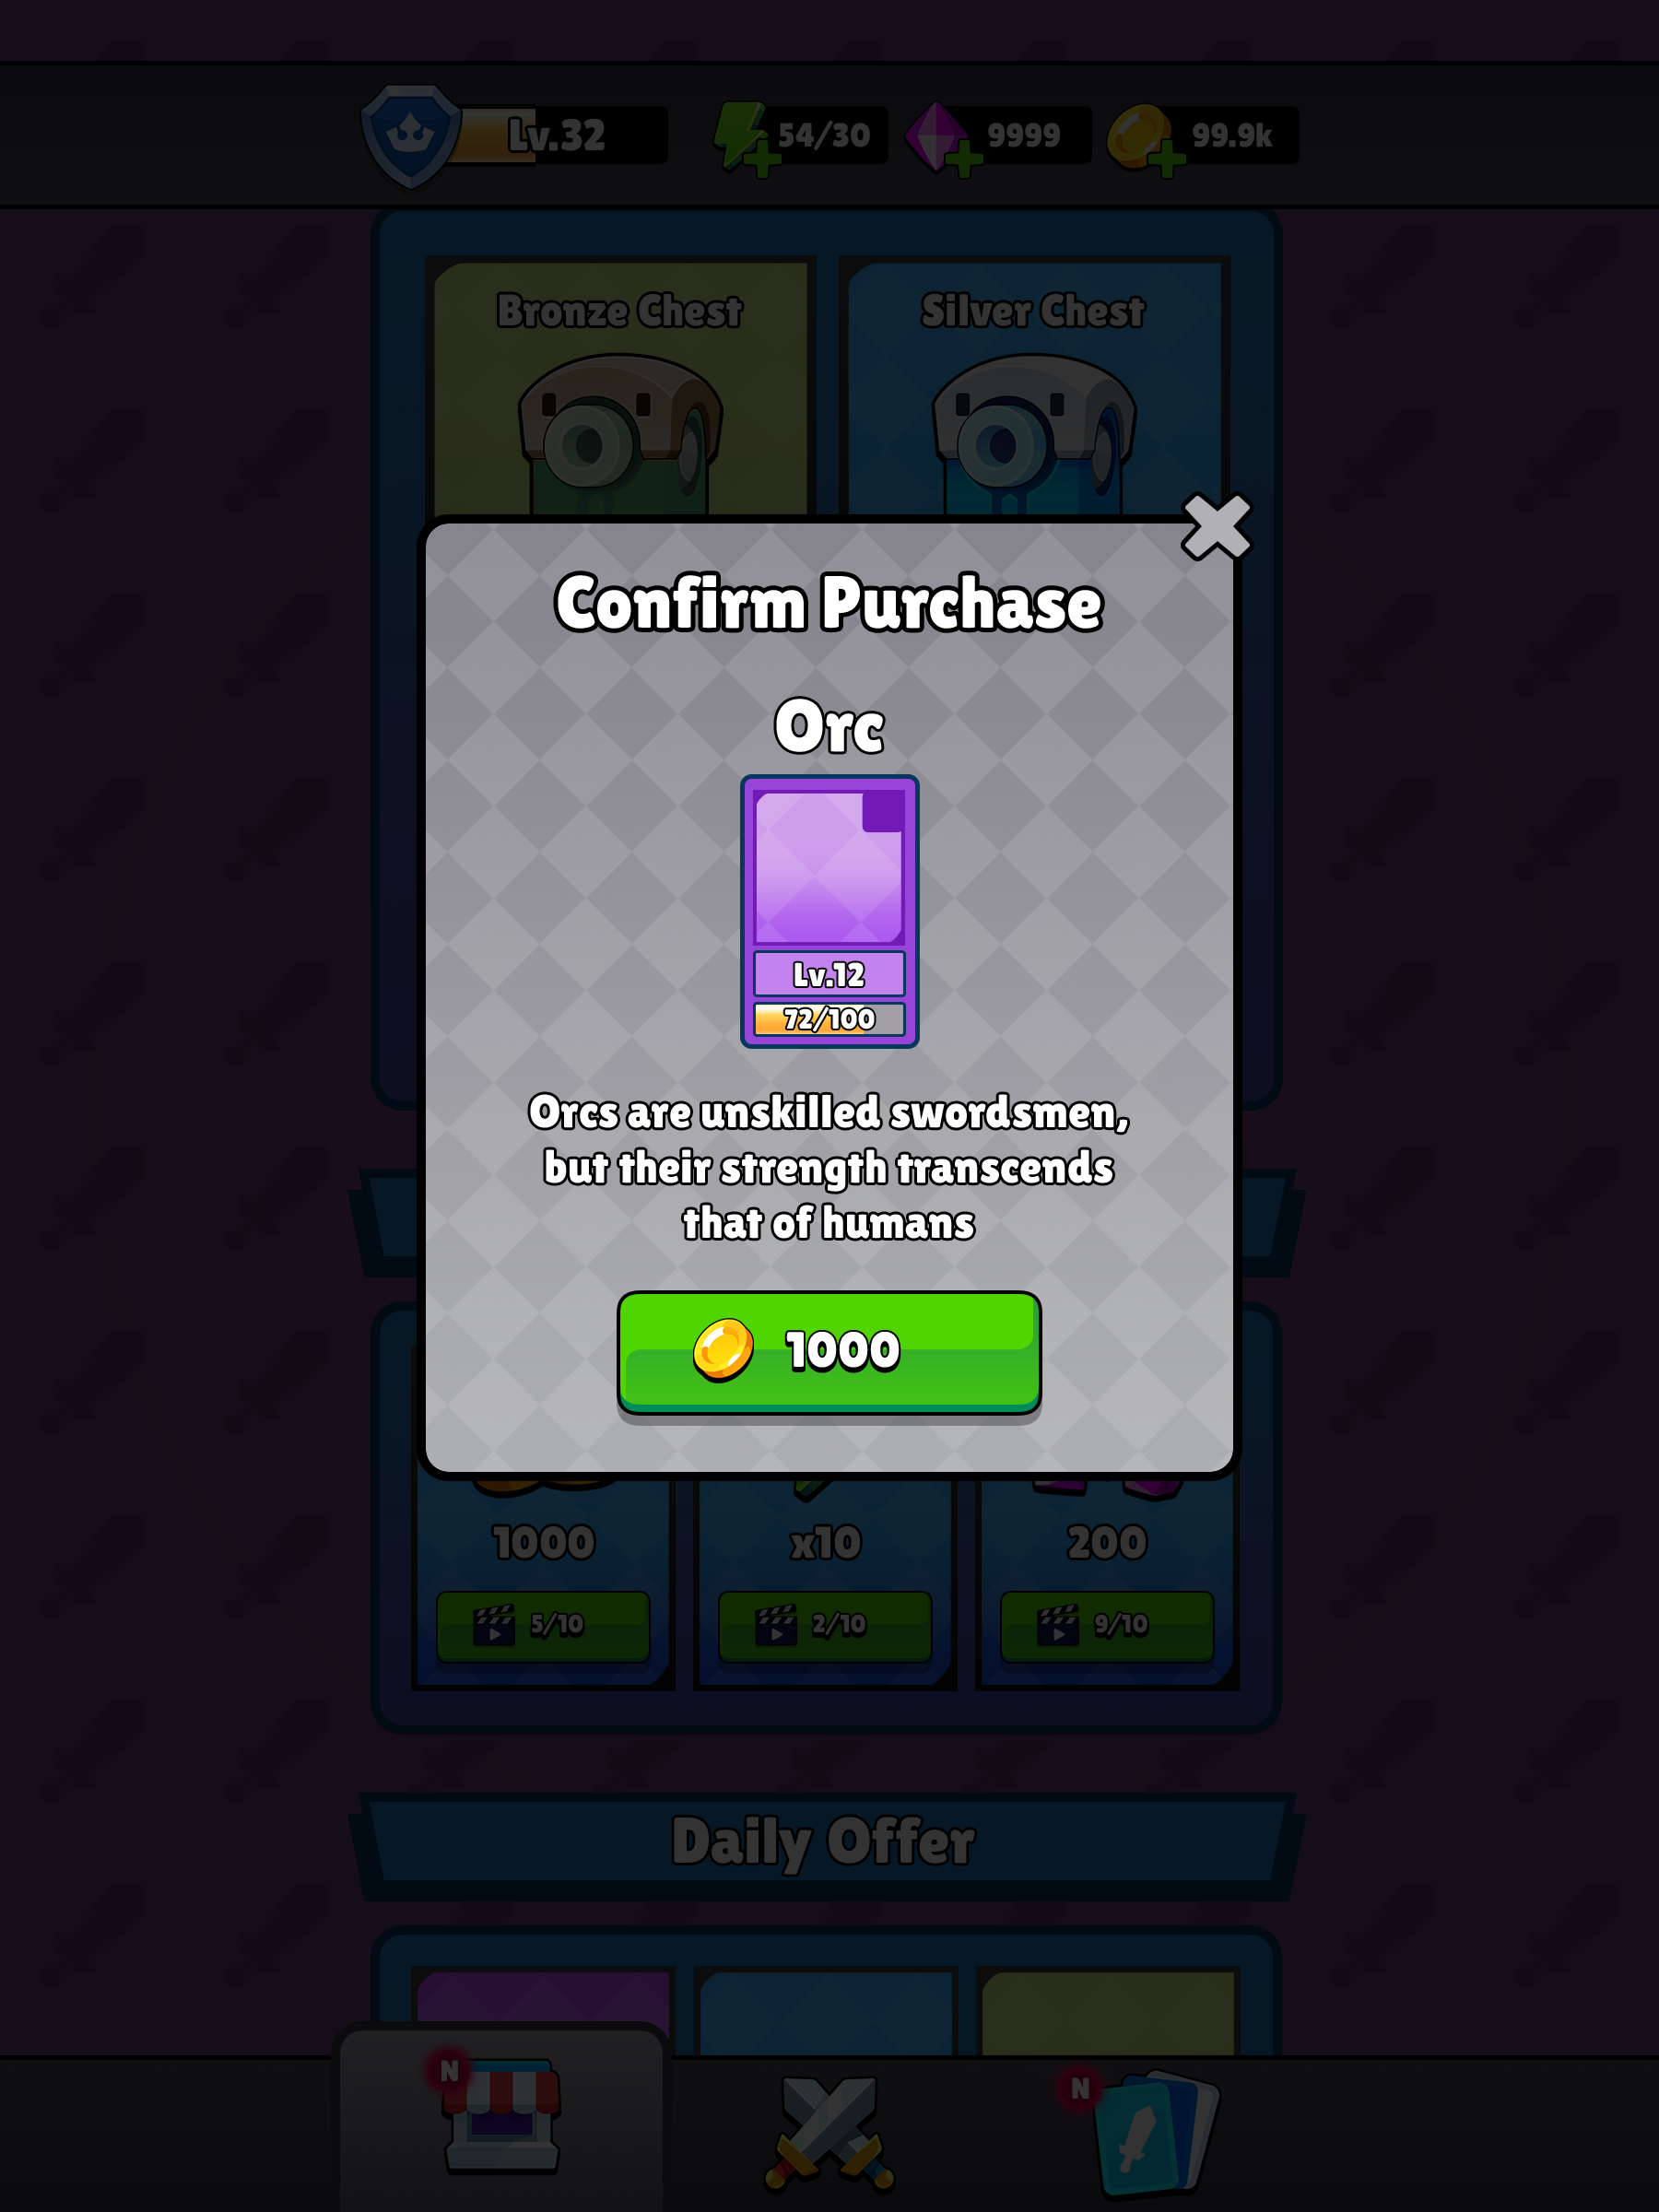 Lv.32
54/30
9999
99.9k
Bronze Chest
Silver Chest
Confirm Purchase
Orc
Lv.12
72/100
Orcs are unskilled swordsmen,
but their strength transcends
that of humans
1000
1000
x10
200
5/10
2/10
9/10
Daily Offer
N
N